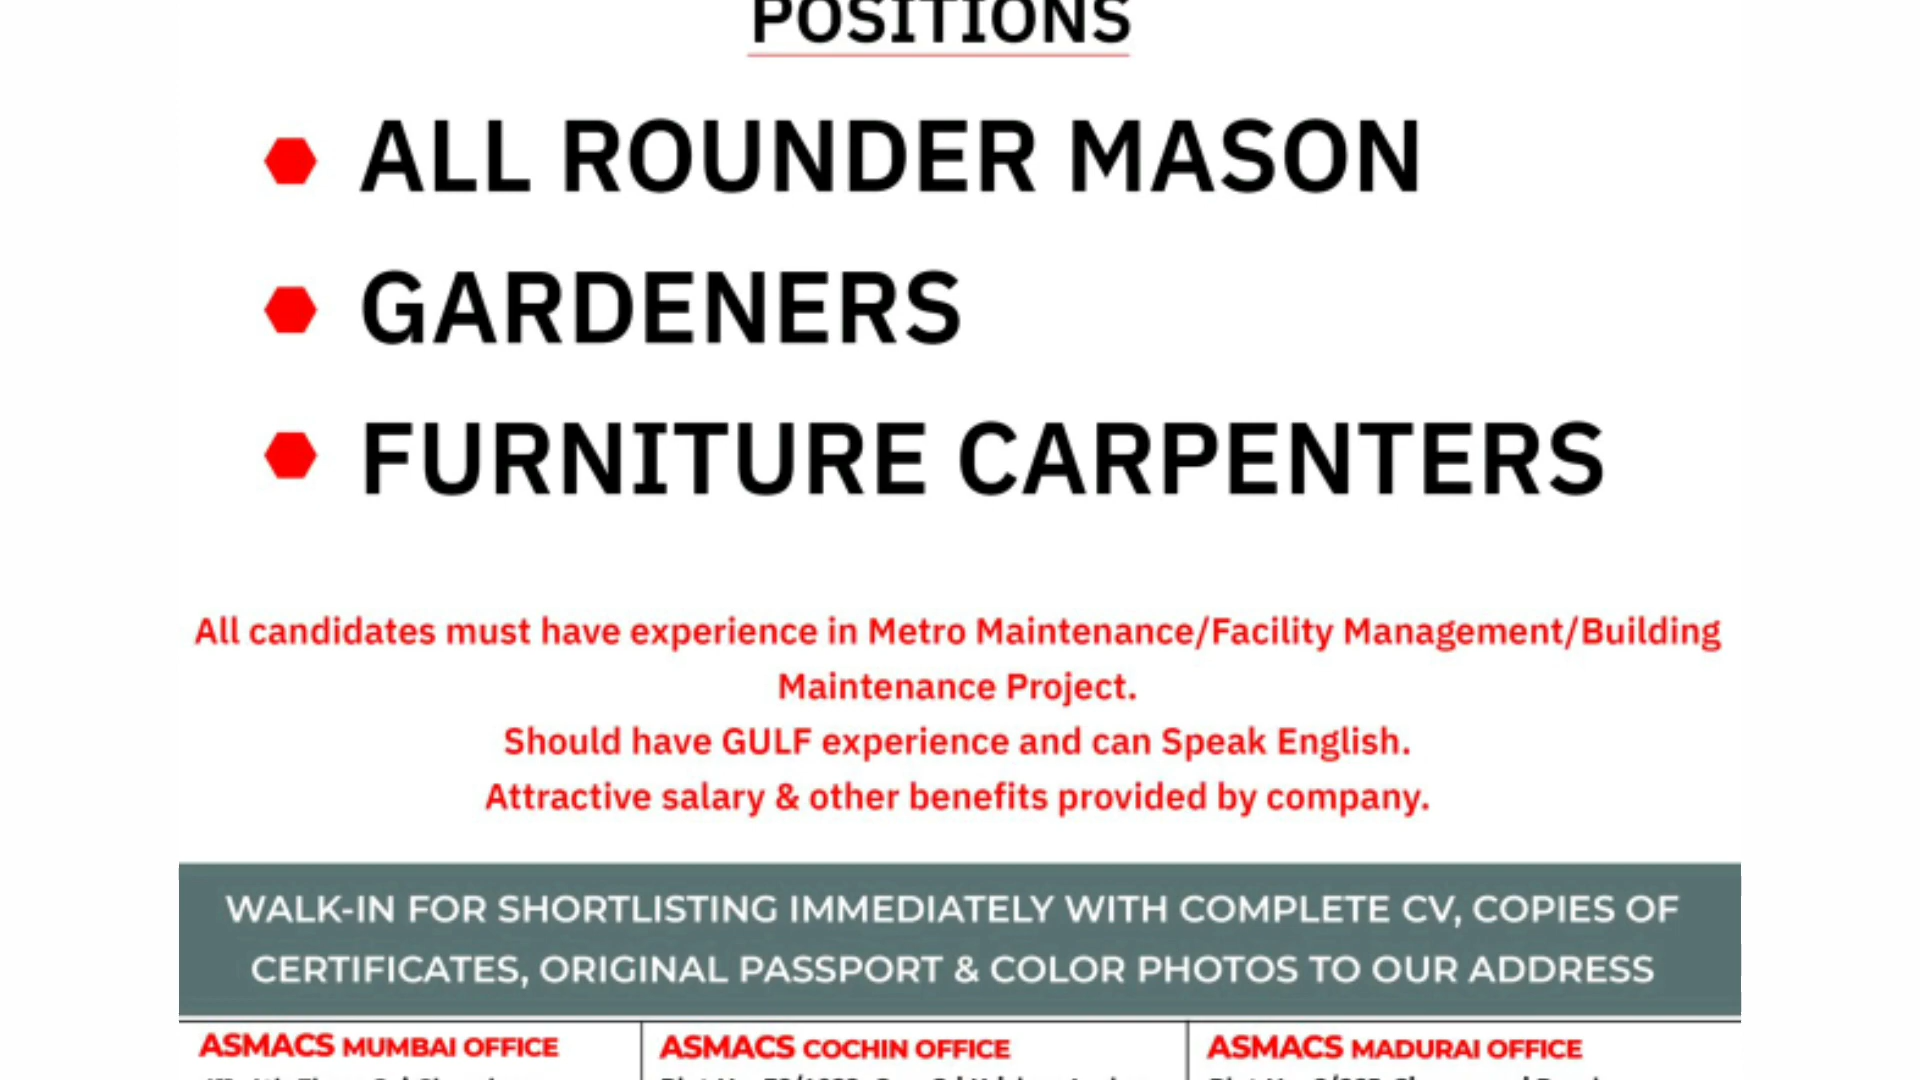 POSITIONS
ALL ROUNDER MASON
GARDENERS
FURNITURE CARPENTERS
All candidates must have experience in Metro Maintenance/Facility Management/Building
Maintenance Project.
Should have GULF experience and can Speak English.
Attractive salary & other benefits provided by company.
WALK-IN FOR SHORTLISTING IMMEDIATELY WITH COMPLETE CV, COPIES OF
CERTIFICATES, ORIGINAL PASSPORT & COLOR PHOTOS TO OUR ADDRESS
ASMACS MUMBAI OFFICE
ASMACS COCHIN OFFICE
ASMACS MADURAI OFFICE